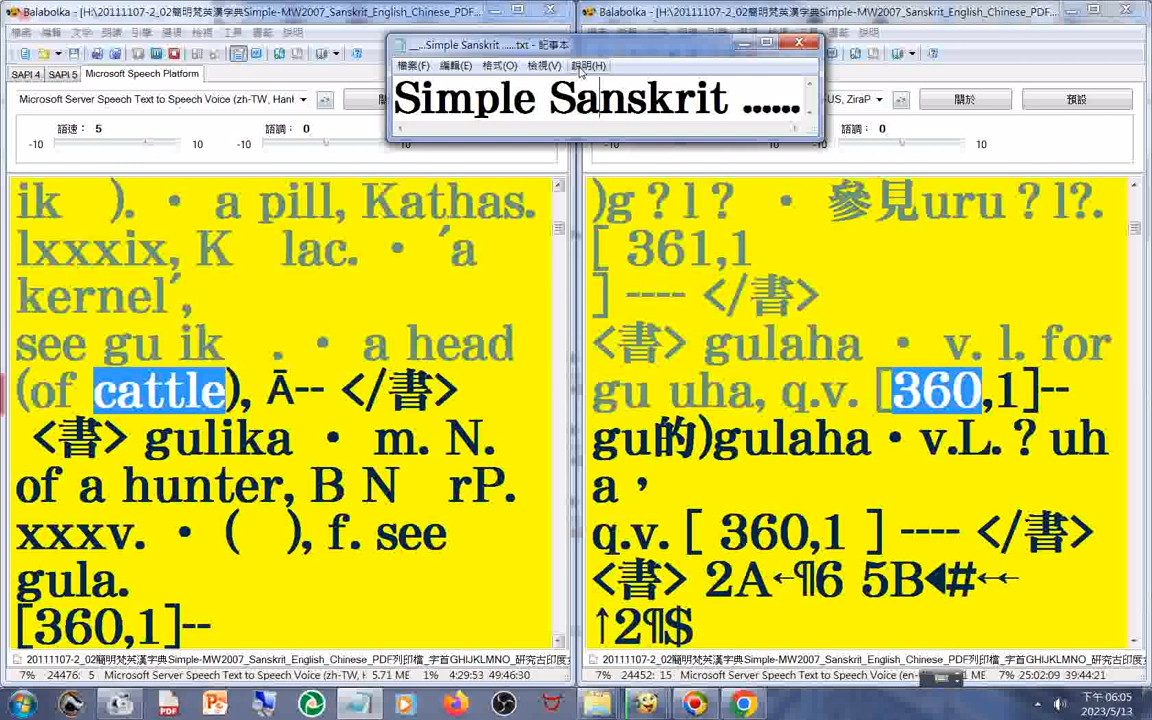 Balabolka - [H:\20111107-2_02簡明梵英漢字典Simple-MW2007_Sanskrit_English_Chinese_PDF...
Balabolka - [H:\20111107-2_02簡明梵英漢字典Simple-MW2007_Sanskrit_English_Chinese_PDF...
__...Simple Sanskrit ......txt - 記事本
檔案(F) 編輯(E) 格式(O) 檢視(V) 說明(H)
Simple Sanskrit ......
SAPI 4 SAPI 5 Microsoft Speech Platform
Microsoft Server Speech Text to Speech Voice (zh-TW, Han
US, ZiraP
關於
預設
語速: 5
語調: 0
-10 10 -10
0
10
ik ). • a pill, Kathas.
lxxxix, K lac. • ´a
kernel´,
see gu ik . • a head
(of cattle), Ā-- </書>
<書> gulika • m. N.
of a hunter, B N rP.
xxxv. • ( ), f. see
gula.
[360,1]--
)g？l？ • 參見uru？l?.
[ 361,1
] ---- </書>
<書> gulaha • v. l. for
gu uha, q.v. [360,1]--
gu的)gulaha•v.L.？uh
a，
q.v. [ 360,1 ] ---- </書>
<書> 2A←¶6 5B◀#←←
↑2¶$
20111107-2_02簡明梵英漢字典Simple-MW2007_Sanskrit_English_Chinese_PDF列印檔_字首GHIJKLMNO_研究古印度
20111107-2_02簡明梵英漢字典Simple-MW2007_Sanskrit_English_Chinese_PDF列印檔_字首GHIJKLMNO_研究古印度
7% 24476: 5 Microsoft Server Speech Text to Speech Voice (zh-TW, 5.71 ME 1% 4:29:53 49:46:30
7% 24452: 15 Microsoft Server Speech Text to Speech Voice (en- 7% 25:02:09 39:44:21
下午 06:05
2023/5/13